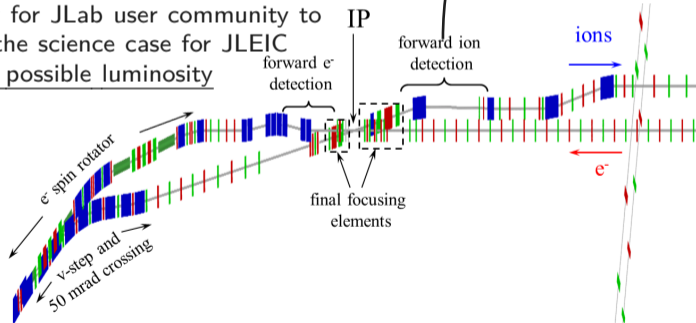 for JLab user community to
the science case for JLEIC
possible luminosity
IP
forward e-
detection
forward ion
detection
ions
e-
final focusing
elements
e- spin rotator
v-step and
50 mrad crossing